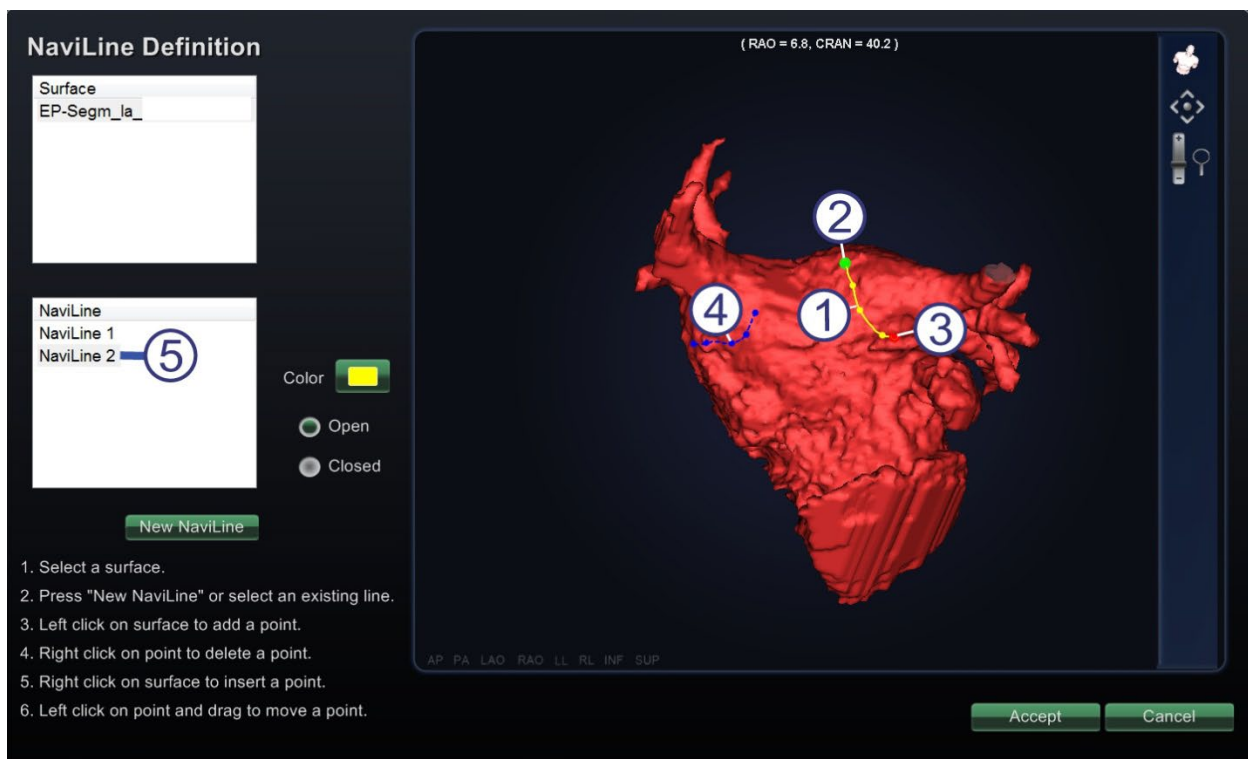 NaviLine Definition
Surface
EP-Segm_la_
NaviLine
NaviLine 1
NaviLine 2
5
Color
Open
Closed
New NaviLine
1. Select a surface.
2. Press "New NaviLine" or select an existing line.
3. Left click on surface to add a point.
4. Right click on point to delete a point.
5. Right click on surface to insert a point.
6. Left click on point and drag to move a point.
( RAO = 6.8, CRAN = 40.2 )
2
4
1
3
AP PA LAO RAO LL RL INF SUP
Accept
Cancel